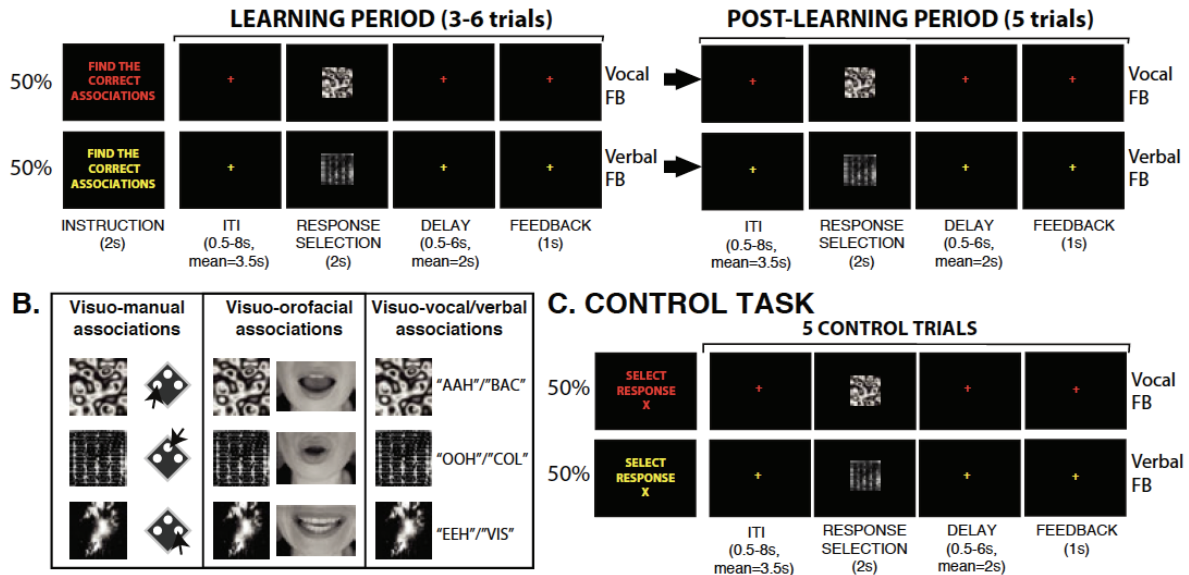 LEARNING PERIOD (3-6 trials)
POST-LEARNING PERIOD (5 trials)
50%
FIND THE
CORRECT
ASSOCIATIONS
Vocal
FB
Vocal
FB
50%
FIND THE
CORRECT
ASSOCIATIONS
Verbal
FB
Verbal
FB
INSTRUCTION
(2s)
ITI
(0.5-8s,
mean=3.5s)
RESPONSE
SELECTION
(2s)
DELAY
(0.5-6s,
mean=2s)
FEEDBACK
(1s)
ITI
(0.5-8s,
mean=3.5s)
RESPONSE
SELECTION
(2s)
DELAY
(0.5-6s,
mean=2s)
FEEDBACK
(1s)
B.
Visuo-manual
associations
Visuo-orofacial
associations
Visuo-vocal/verbal
associations
“AAH”/“BAC”
“OOH”/”COL”
“EEH”/”VIS”
C. CONTROL TASK
5 CONTROL TRIALS
50%
SELECT
RESPONSE
X
Vocal
FB
50%
SELECT
RESPONSE
X
Verbal
FB
ITI
(0.5-8s,
mean=3.5s)
RESPONSE
SELECTION
(2s)
DELAY
(0.5-6s,
mean=2s)
FEEDBACK
(1s)